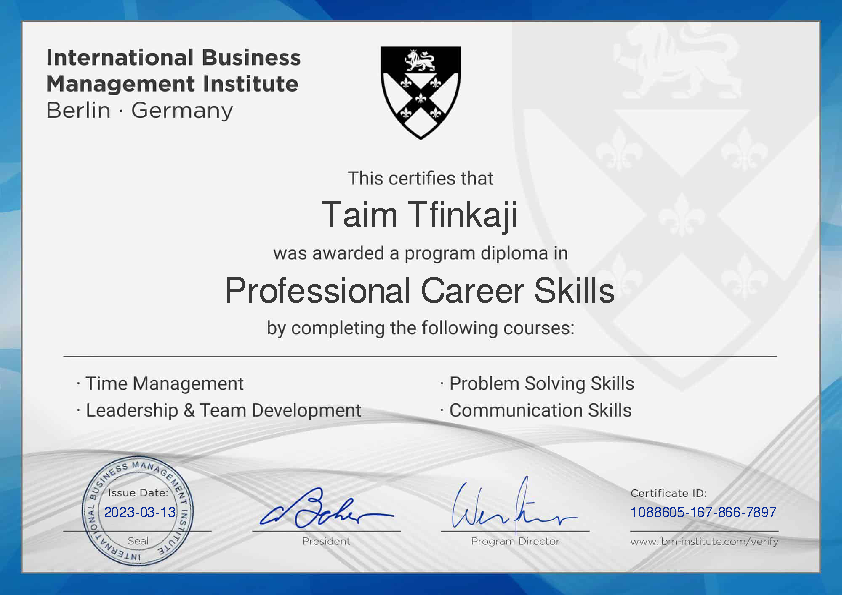 International Business
Management Institute
Berlin · Germany
This certifies that
Taim Tfinkaji
was awarded a program diploma in
Professional Career Skills
by completing the following courses:
· Time Management
· Leadership & Team Development
· Problem Solving Skills
· Communication Skills
INTERNATIONAL BUSINESS MANAGEMENT INSTITUTE
Issue Date:
2023-03-13
Seal
President
Program Director
Certificate ID:
1088605-167-866-7897
www.bm-institute.com/verify